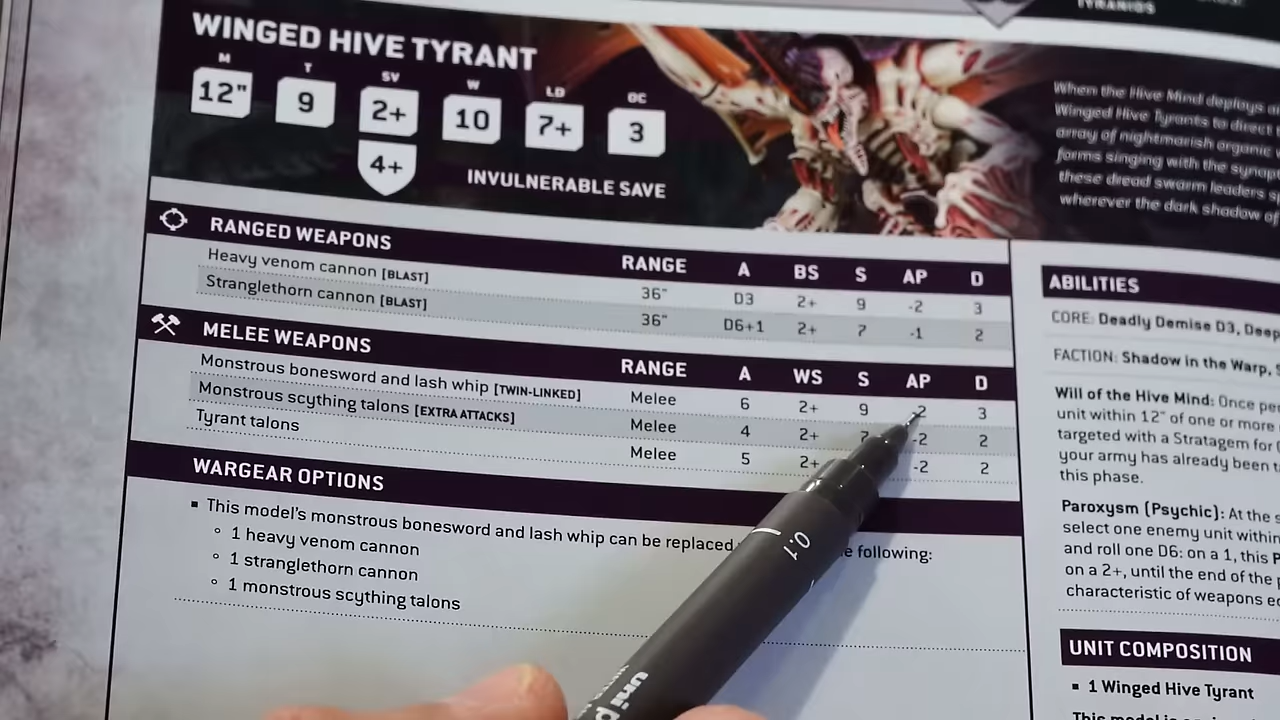 TYRANIDS
WINGED HIVE TYRANT
M T SV W LD OC
12" 9 2+ 10 7+ 3
4+ INVULNERABLE SAVE
When the Hive Mind deploys
Winged Hive Tyrants to direct
array of nightmarish organic
forms singing with the
these dread swarm leaders
wherever the dark shadow of
RANGED WEAPONS RANGE A BS S AP D
Heavy venom cannon [BLAST] 36" D3 2+ 9 -2 3
Stranglethorn cannon [BLAST] 36" D6+1 2+ 7 -1 2
MELEE WEAPONS RANGE A WS S AP D
Monstrous bonesword and lash whip [TWIN-LINKED] Melee 6 2+ 9 -2 3
Monstrous scything talons [EXTRA ATTACKS] Melee 4 2+ 7 -2 2
Tyrant talons Melee 5 2+ -2 2
WARGEAR OPTIONS
▪ This model's monstrous bonesword and lash whip can be replaced following:
◦ 1 heavy venom cannon
◦ 1 stranglethorn cannon
◦ 1 monstrous scything talons
ABILITIES
CORE: Deadly Demise D3, Deep
FACTION: Shadow in the Warp,
Will of the Hive Mind: Once per
unit within 12" of one or more
targeted with a Stratagem for
your army has already been
this phase.
Paroxysm (Psychic): At the
select one enemy unit within
and roll one D6: on a 1, this
on a 2+, until the end of the
characteristic of weapons
UNIT COMPOSITION
▪ 1 Winged Hive Tyrant
This model is
0.1
uni